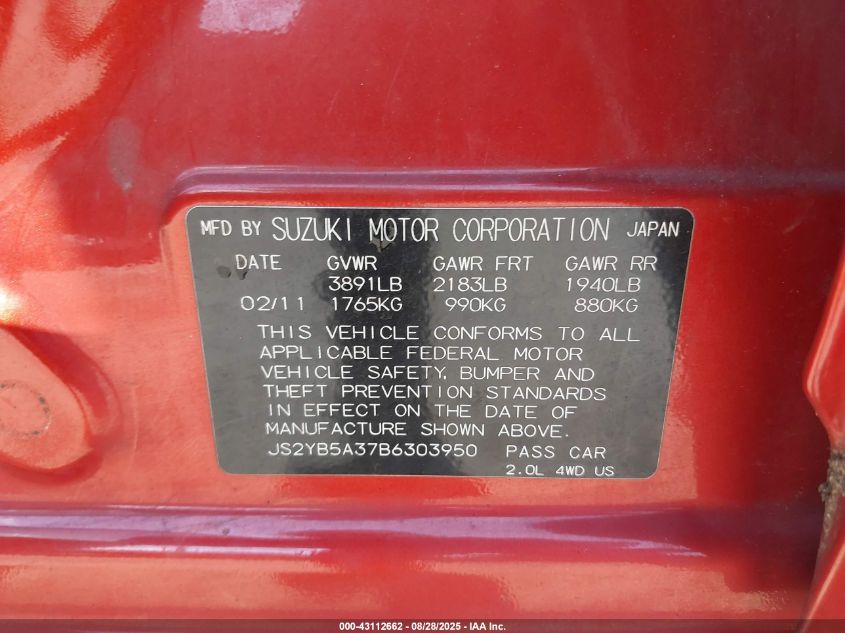 MFD BY SUZUKI MOTOR CORPORATION JAPAN
DATE GVWR GAWR FRT GAWR RR
3891LB 2183LB 1940LB
02/11 1765KG 990KG 880KG
THIS VEHICLE CONFORMS TO ALL
APPLICABLE FEDERAL MOTOR
VEHICLE SAFETY, BUMPER AND
THEFT PREVENTION STANDARDS
IN EFFECT ON THE DATE OF
MANUFACTURE SHOWN ABOVE.
JS2YB5A37B6303950 PASS CAR
2.0L 4WD US
000-43112662 - 08/28/2025 - IAA Inc.